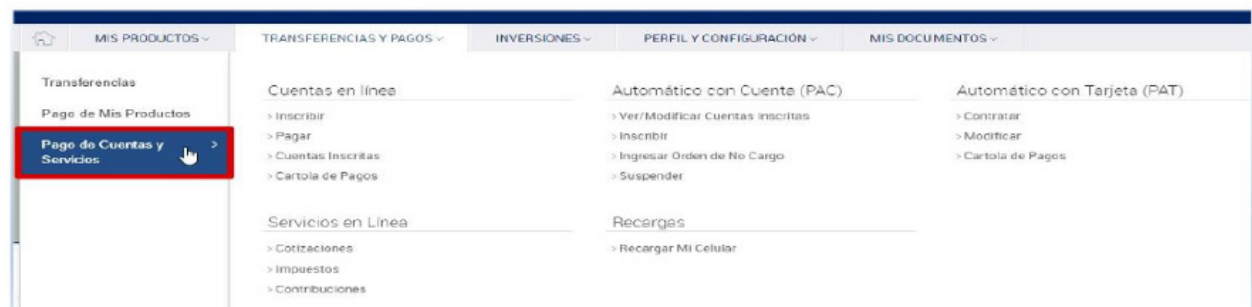 MIS PRODUCTOS
TRANSFERENCIAS Y PAGOS
INVERSIONES
PERFIL Y CONFIGURACIÓN
MIS DOCUMENTOS
Transferencias
Pago de Mis Productos
Pago de Cuentas y
Servicios
Cuentas en línea
> Inscribir
> Pagar
> Cuentas Inscritas
> Cartola de Pagos
Automático con Cuenta (PAC)
> Ver/Modificar Cuentas Inscritas
> Inscribir
> Ingresar Orden de No Cargo
> Suspender
Automático con Tarjeta (PAT)
> Contratar
> Modificar
> Cartola de Pagos
Servicios en Línea
> Cotizaciones
> Impuestos
> Contribuciones
Recargas
> Recargar Mi Celular